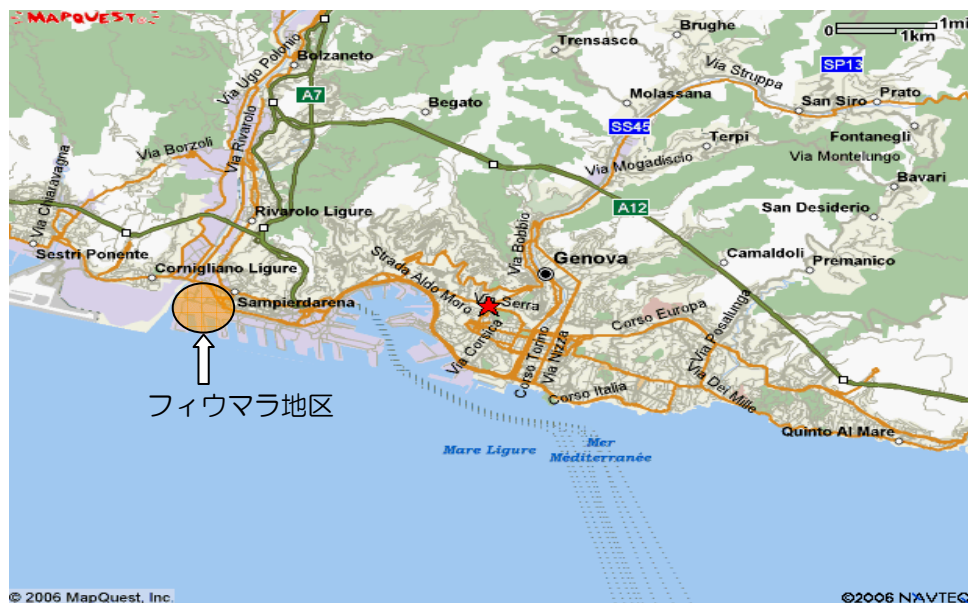 MAPQUEST
Brughe
0 1mi
1km
Trensasco
Bolzaneto
Via Ugo Polonio
SP13
Via Struppa
A7
Molassana
Prato
San Siro
Begato
SS45
Fontanegli
Terpi
Via Borzoli
Via Rivarolo
Via Mogadiscio
Via Montelungo
Via Chiaravagna
Bavari
A12
San Desiderio
Rivarolo Ligure
Via Bobbio
Sestri Ponente
Camaldoli
Genova
Cornigliano Ligure
Strada Aldo Moro
Premanico
Sampierdarena
Via Serra
Corso Europa
Via Posalunga
Via Corsica
Corso Torino
Via Nizza
Via Dei Mille
Corso Italia
フィウマラ地区
Quinto Al Mare
Mare Ligure
Mer
Méditerranée
© 2006 MapQuest, Inc.
©2006 NAVTEQ